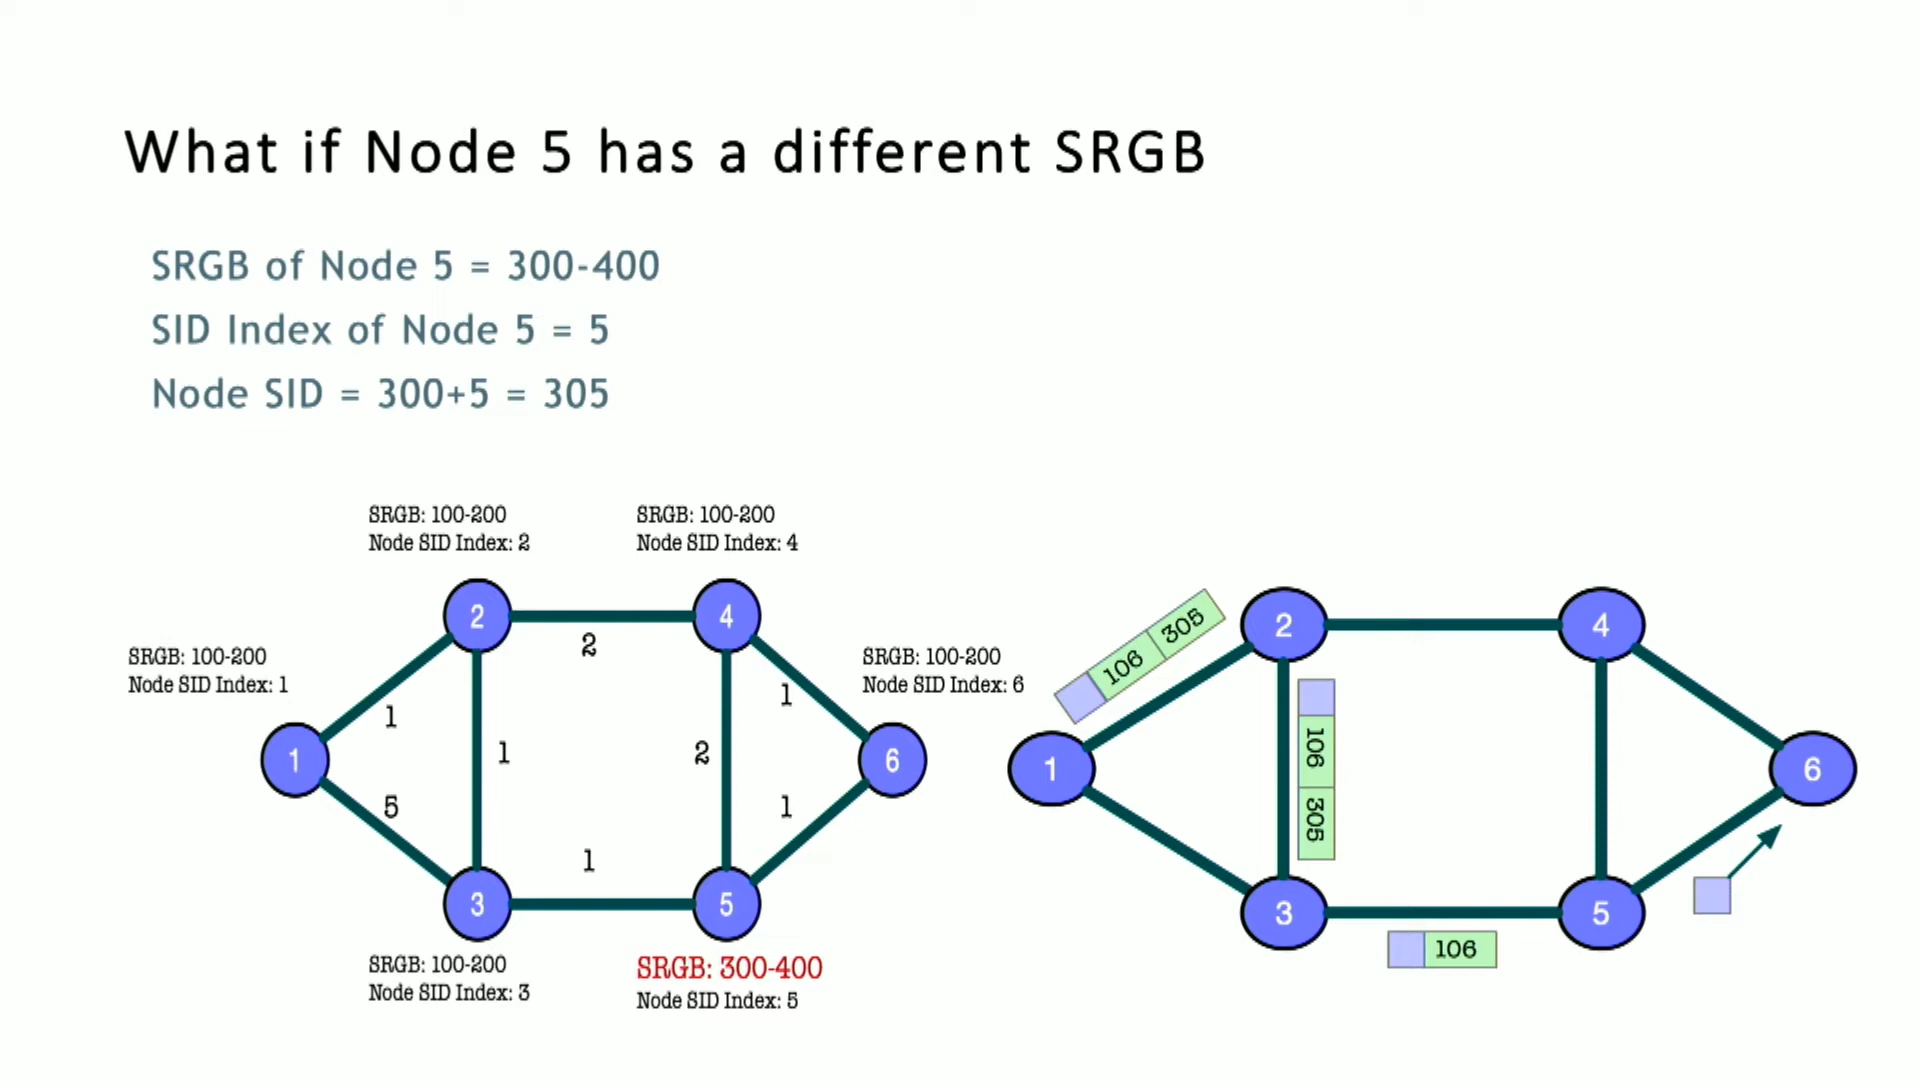 What if Node 5 has a different SRGB
SRGB of Node 5 = 300-400
SID Index of Node 5 = 5
Node SID = 300+5 = 305
SRGB: 100-200
Node SID Index: 2
SRGB: 100-200
Node SID Index: 4
SRGB: 100-200
Node SID Index: 1
SRGB: 100-200
Node SID Index: 6
2
4
2
1
1
1
2
1
6
5
1
1
3
5
SRGB: 100-200
Node SID Index: 3
SRGB: 300-400
Node SID Index: 5
106 305
2
4
106 305
1
6
3
5
106